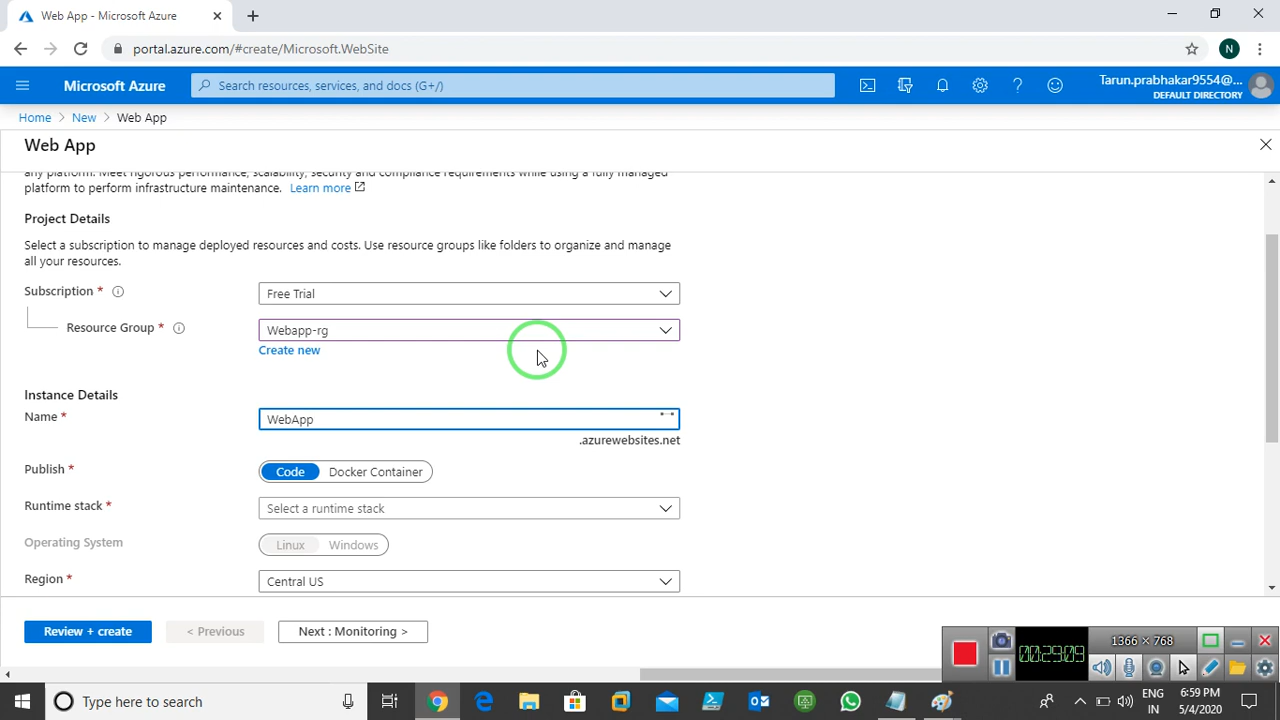 Web App - Microsoft Azure
portal.azure.com/#create/Microsoft.WebSite
N
Microsoft Azure
Search resources, services, and docs (G+/)
Tarun.prabhakar9554@...
DEFAULT DIRECTORY
Home > New > Web App
Web App
any platform. Meet rigorous performance, scalability, security and compliance requirements while using a fully managed
platform to perform infrastructure maintenance. Learn more
Project Details
Select a subscription to manage deployed resources and costs. Use resource groups like folders to organize and manage
all your resources.
Subscription * Free Trial
Resource Group * Webapp-rg
Create new
Instance Details
Name * WebApp
.azurewebsites.net
Publish * Code Docker Container
Runtime stack * Select a runtime stack
Operating System Linux Windows
Region * Central US
Review + create < Previous Next : Monitoring >
1366 × 768
00:29:09
Type here to search
ENG
IN
6:59 PM
5/4/2020